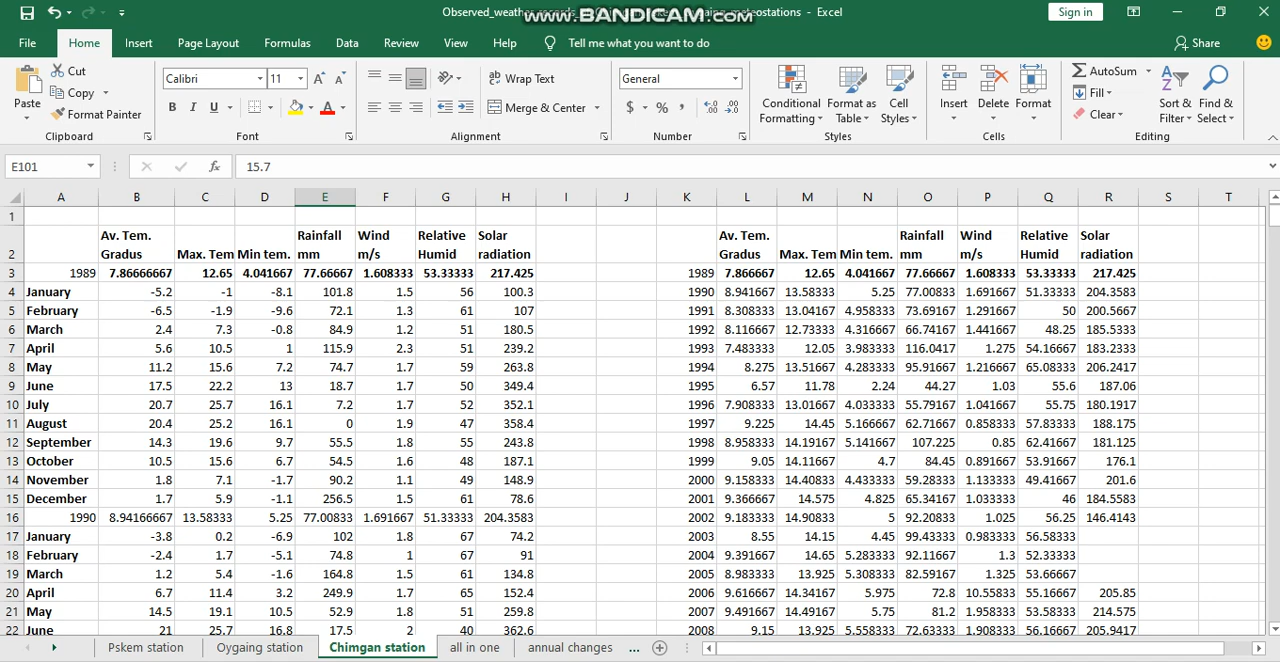 Observed_weather
www.BANDICAM.com
stations - Excel
Sign in
File Home Insert Page Layout Formulas Data Review View Help Tell me what you want to do Share
Paste Cut Copy Format Painter Clipboard
Calibri 11 A A B I U A Font
ab Wrap Text Merge & Center Alignment
General $ % , Number
Conditional Formatting Format as Table Cell Styles Styles
Insert Delete Format Cells
AutoSum Fill Clear Sort & Filter Find & Select Editing
E101 fx 15.7
A B C D E F G H I J K L M N O P Q R S T
1
Av. Tem. Rainfall Wind Relative Solar Av. Tem. Rainfall Wind Relative Solar
2 Gradus Max. Tem Min tem. mm m/s Humid radiation Gradus Max. Tem Min tem. mm m/s Humid radiation
3 1989 7.86666667 12.65 4.041667 77.66667 1.608333 53.33333 217.425 1989 7.866667 12.65 4.041667 77.66667 1.608333 53.33333 217.425
4 January -5.2 -1 -8.1 101.8 1.5 56 100.3 1990 8.941667 13.58333 5.25 77.00833 1.691667 51.33333 204.3583
5 February -6.5 -1.9 -9.6 72.1 1.3 61 107 1991 8.308333 13.04167 4.958333 73.69167 1.291667 50 200.5667
6 March 2.4 7.3 -0.8 84.9 1.2 51 180.5 1992 8.116667 12.73333 4.316667 66.74167 1.441667 48.25 185.5333
7 April 5.6 10.5 1 115.9 2.3 51 239.2 1993 7.483333 12.05 3.983333 116.0417 1.275 54.16667 183.2333
8 May 11.2 15.6 7.2 74.7 1.7 59 263.8 1994 8.275 13.51667 4.283333 95.91667 1.216667 65.08333 206.2417
9 June 17.5 22.2 13 18.7 1.7 50 349.4 1995 6.57 11.78 2.24 44.27 1.03 55.6 187.06
10 July 20.7 25.7 16.1 7.2 1.7 52 352.1 1996 7.908333 13.01667 4.033333 55.79167 1.041667 55.75 180.1917
11 August 20.4 25.2 16.1 0 1.9 47 358.4 1997 9.225 14.45 5.166667 62.71667 0.858333 57.83333 188.175
12 September 14.3 19.6 9.7 55.5 1.8 55 243.8 1998 8.958333 14.19167 5.141667 107.225 0.85 62.41667 181.125
13 October 10.5 15.6 6.7 54.5 1.6 48 187.1 1999 9.05 14.11667 4.7 84.45 0.891667 53.91667 176.1
14 November 1.8 7.1 -1.7 90.2 1.1 49 148.9 2000 9.158333 14.40833 4.433333 59.28333 1.133333 49.41667 201.6
15 December 1.7 5.9 -1.1 256.5 1.5 61 78.6 2001 9.366667 14.575 4.825 65.34167 1.033333 46 184.5583
16 1990 8.94166667 13.58333 5.25 77.00833 1.691667 51.33333 204.3583 2002 9.183333 14.90833 5 92.20833 1.025 56.25 146.4143
17 January -3.8 0.2 -6.9 102 1.8 67 74.2 2003 8.55 14.15 4.45 99.43333 0.983333 56.58333
18 February -2.4 1.7 -5.1 74.8 1 67 91 2004 9.391667 14.65 5.283333 92.11667 1.3 52.33333
19 March 1.2 5.4 -1.6 164.8 1.5 61 134.8 2005 8.983333 13.925 5.308333 82.59167 1.325 53.66667
20 April 6.7 11.4 3.2 249.9 1.7 65 152.4 2006 9.616667 14.34167 5.975 72.8 10.55833 55.16667 205.85
21 May 14.5 19.1 10.5 52.9 1.8 51 259.8 2007 9.491667 14.49167 5.75 81.2 1.958333 53.58333 214.575
22 June 21 25.7 16.8 17.5 2 40 362.6 2008 9.15 13.925 5.558333 72.63333 1.908333 56.16667 205.9417
Pskem station Oygaing station Chimgan station all in one annual changes ...